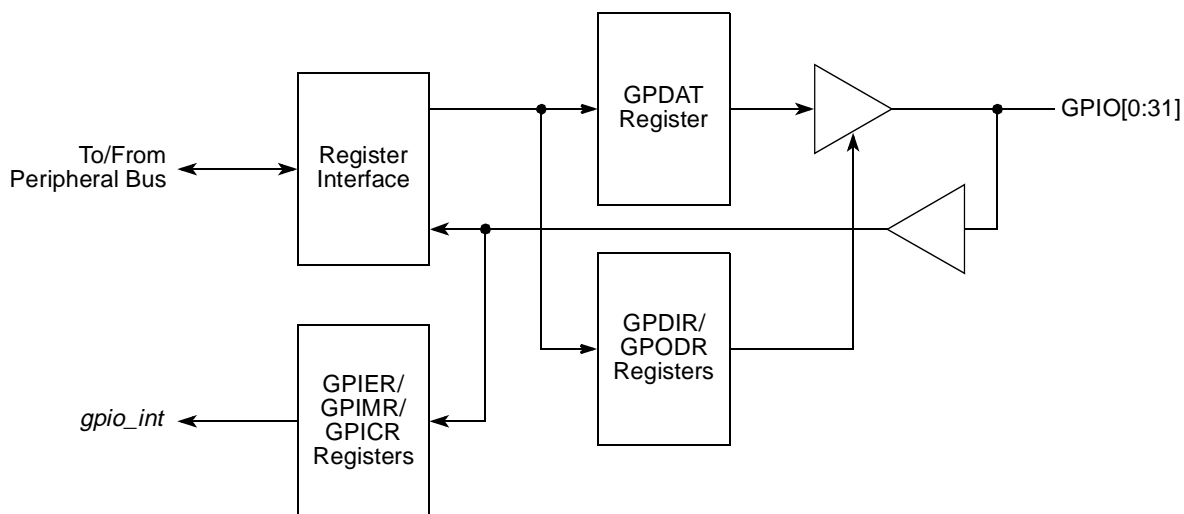 GPDAT
Register
GPIO[0:31]
To/From
Peripheral Bus
Register
Interface
GPDIR/
GPODR
Registers
GPIER/
GPIMR/
GPICR
Registers
gpio_int